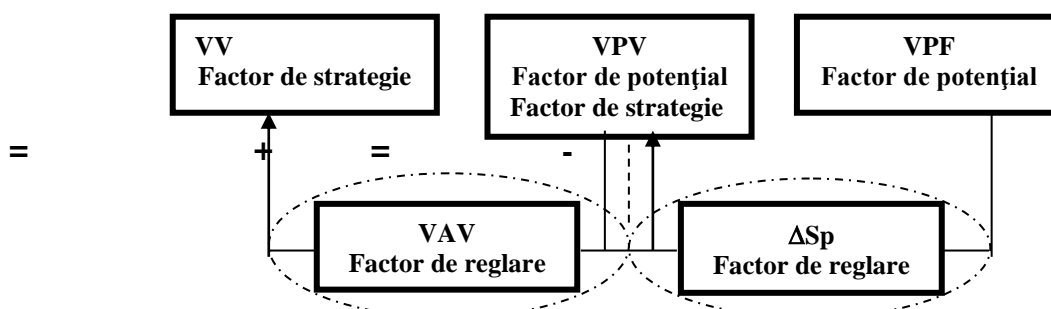 VV
Factor de strategie
VPV
Factor de potenţial
Factor de strategie
VPF
Factor de potenţial
= + = -
VAV
Factor de reglare
ΔSp
Factor de reglare